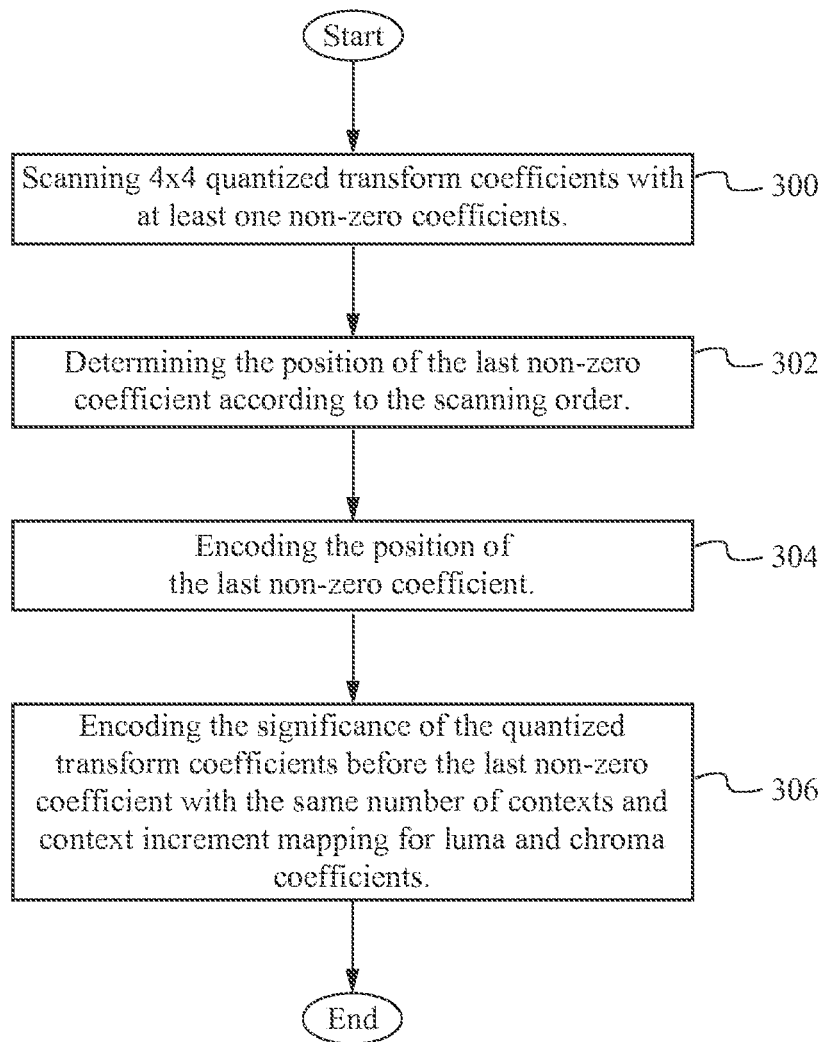 Start
Scanning 4x4 quantized transform coefficients with
at least one non-zero coefficients.
300
Determining the position of the last non-zero
coefficient according to the scanning order.
302
Encoding the position of
the last non-zero coefficient.
304
Encoding the significance of the quantized
transform coefficients before the last non-zero
coefficient with the same number of contexts and
context increment mapping for luma and chroma
coefficients.
306
End